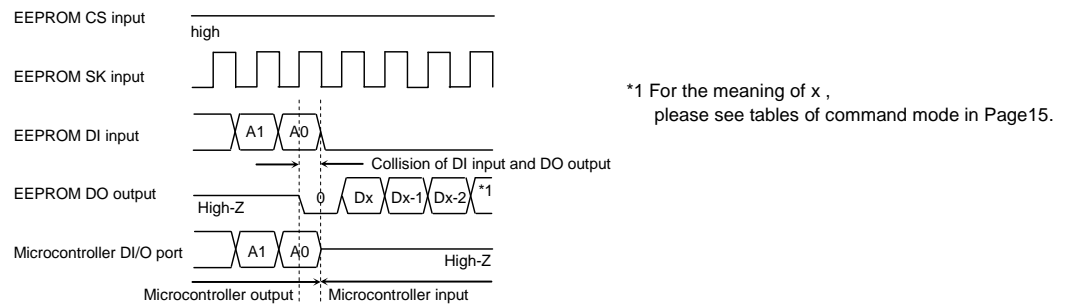 EEPROM CS input
high
EEPROM SK input
*1 For the meaning of x ,
please see tables of command mode in Page15.
EEPROM DI input
A1 A0
Collision of DI input and DO output
EEPROM DO output
High-Z
0 Dx Dx-1 Dx-2 *1
Microcontroller DI/O port
A1 A0
High-Z
Microcontroller output Microcontroller input